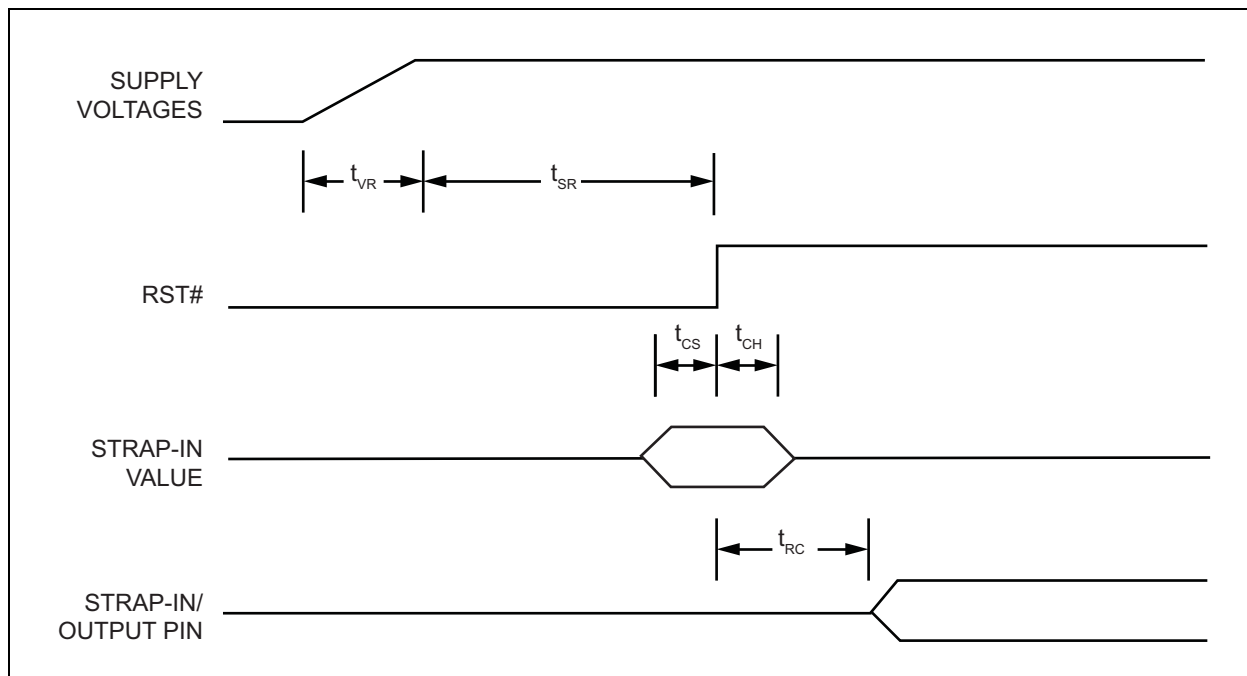 SUPPLY
VOLTAGES
tVR
tSR
RST#
tCS
tCH
STRAP-IN
VALUE
tRC
STRAP-IN/
OUTPUT PIN